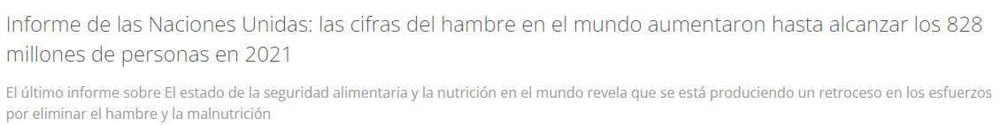 Informe de las Naciones Unidas: las cifras del hambre en el mundo aumentaron hasta alcanzar los 828
millones de personas en 2021
El último informe sobre El estado de la seguridad alimentaria y la nutrición en el mundo revela que se está produciendo un retroceso en los esfuerzos
por eliminar el hambre y la malnutrición